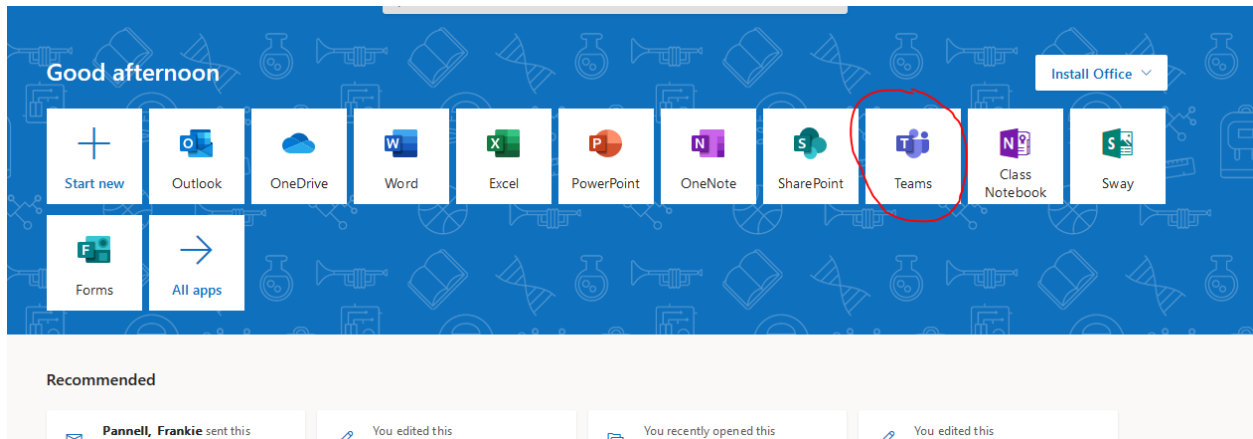 Good afternoon
Install Office
Start new
Outlook
OneDrive
Word
Excel
PowerPoint
OneNote
SharePoint
Teams
Class
Notebook
Sway
Forms
All apps
Recommended
Pannell, Frankie sent this
You edited this
You recently opened this
You edited this